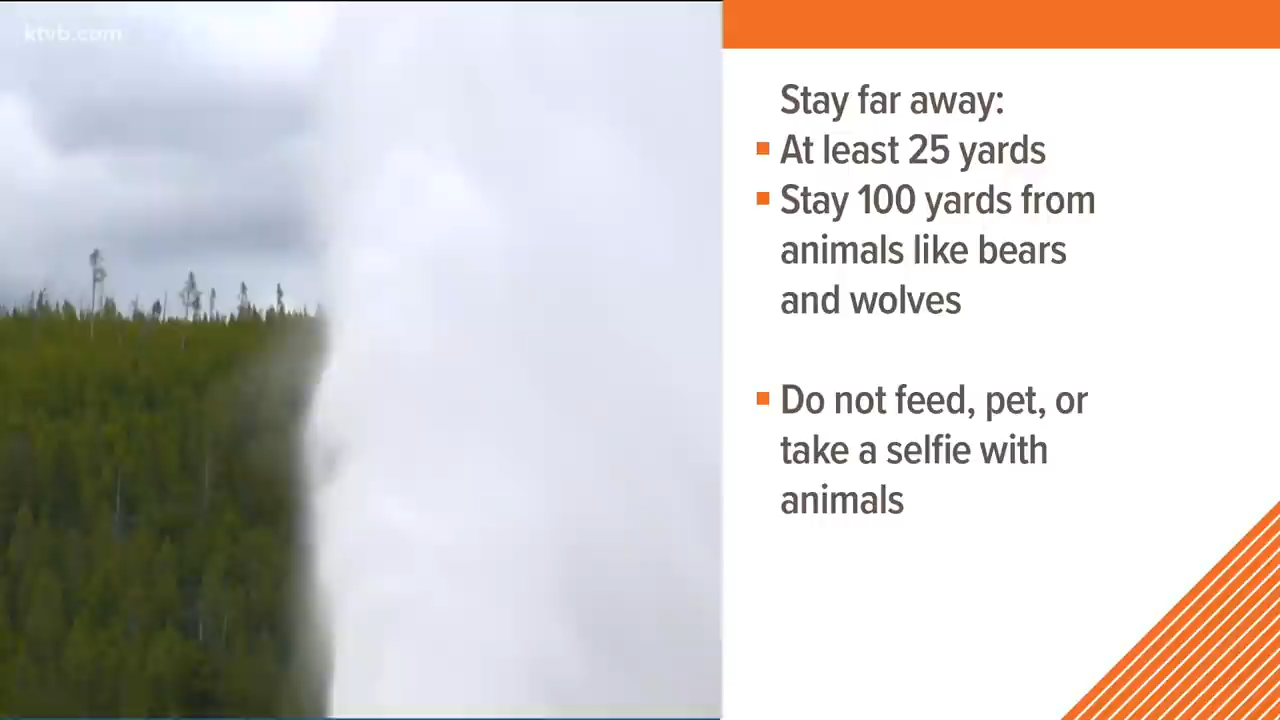 ktvb.com
Stay far away:
At least 25 yards
Stay 100 yards from
animals like bears
and wolves
Do not feed, pet, or
take a selfie with
animals